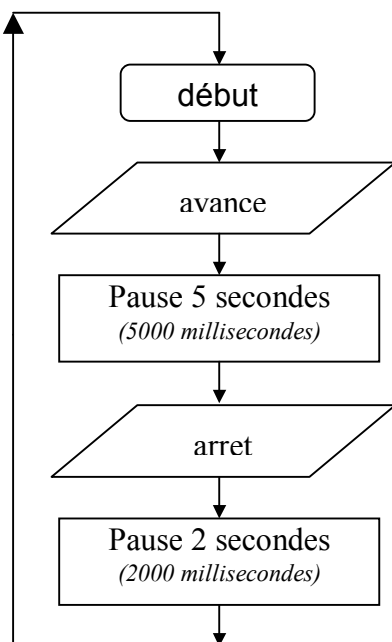 début
avance
Pause 5 secondes
(5000 millisecondes)
arret
Pause 2 secondes
(2000 millisecondes)